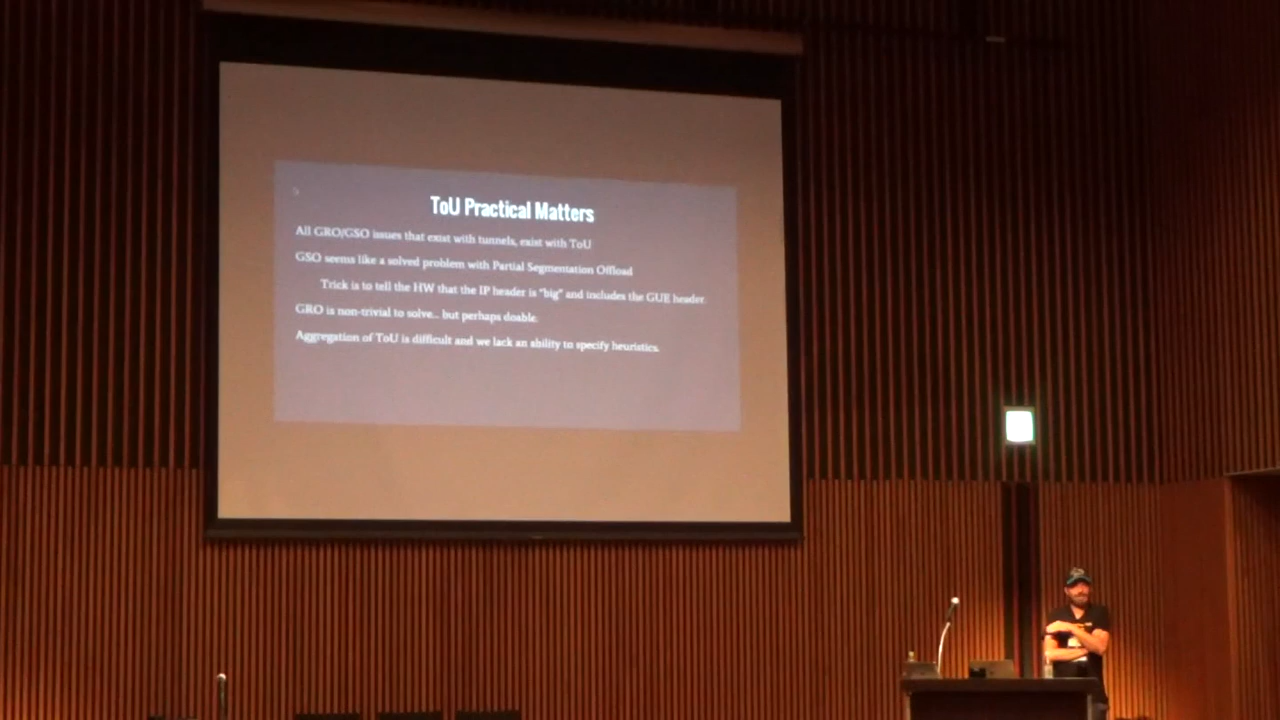 ToU Practical Matters
All GRO/GSO issues that exist with tunnels, exist with ToU
GSO seems like a solved problem with Partial Segmentation Offload
Trick is to tell the HW that the IP header is "big" and includes the GUE header.
GRO is non-trivial to solve... but perhaps doable.
Aggregation of ToU is difficult and we lack an ability to specify heuristics.